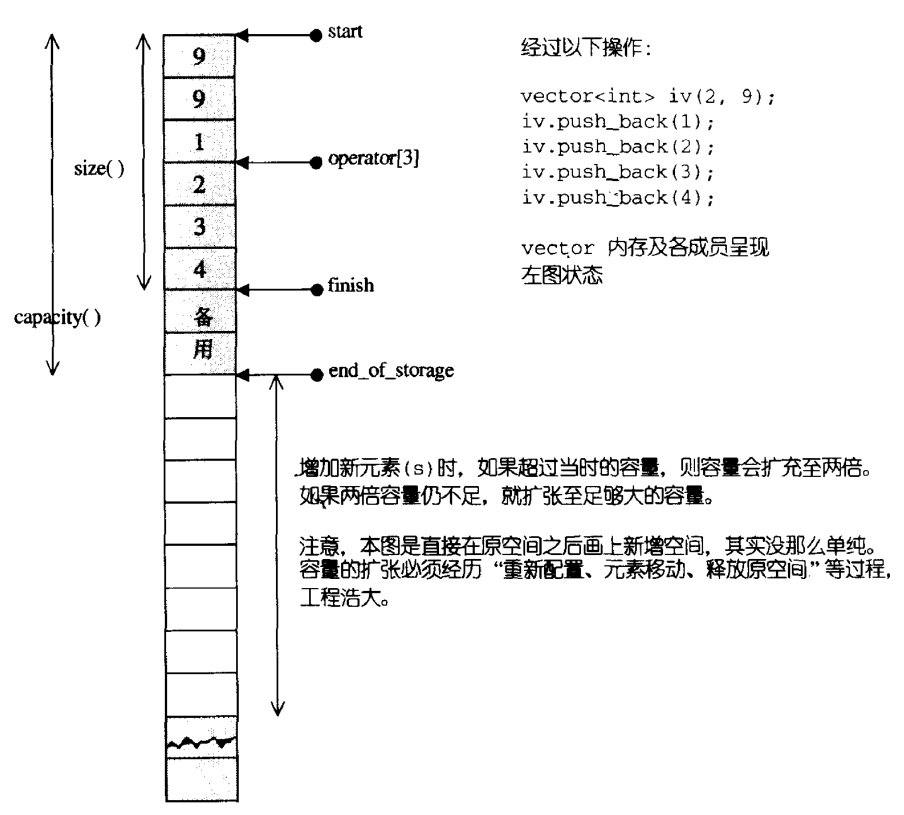 start
9
9
1
operator[3]
size( )
2
3
4
finish
capacity( )
备
用
end_of_storage
经过以下操作:
vector<int> iv(2, 9);
iv.push_back(1);
iv.push_back(2);
iv.push_back(3);
iv.push_back(4);
vector 内存及各成员呈现
左图状态
增加新元素(s)时，如果超过当时的容量，则容量会扩充至两倍。
如果两倍容量仍不足，就扩张至足够大的容量。
注意，本图是直接在原空间之后画上新增空间，其实没那么单纯。
容量的扩张必须经历“重新配置、元素移动、释放原空间”等过程，
工程浩大。